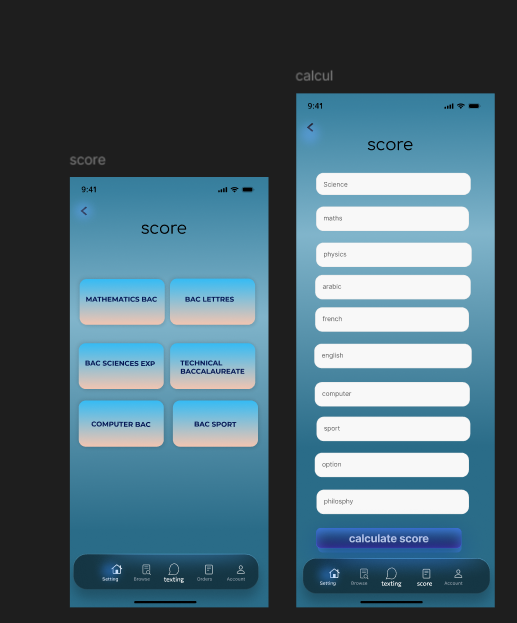 score
9:41
score
MATHEMATICS BAC
BAC LETTRES
BAC SCIENCES EXP
TECHNICAL
BACCALAUREATE
COMPUTER BAC
BAC SPORT
Setting
Browse
texting
Orders
Account
calcul
9:41
score
Science
maths
physics
arabic
french
english
computer
sport
option
philosphy
calculate score
Setting
Browse
texting
score
Account